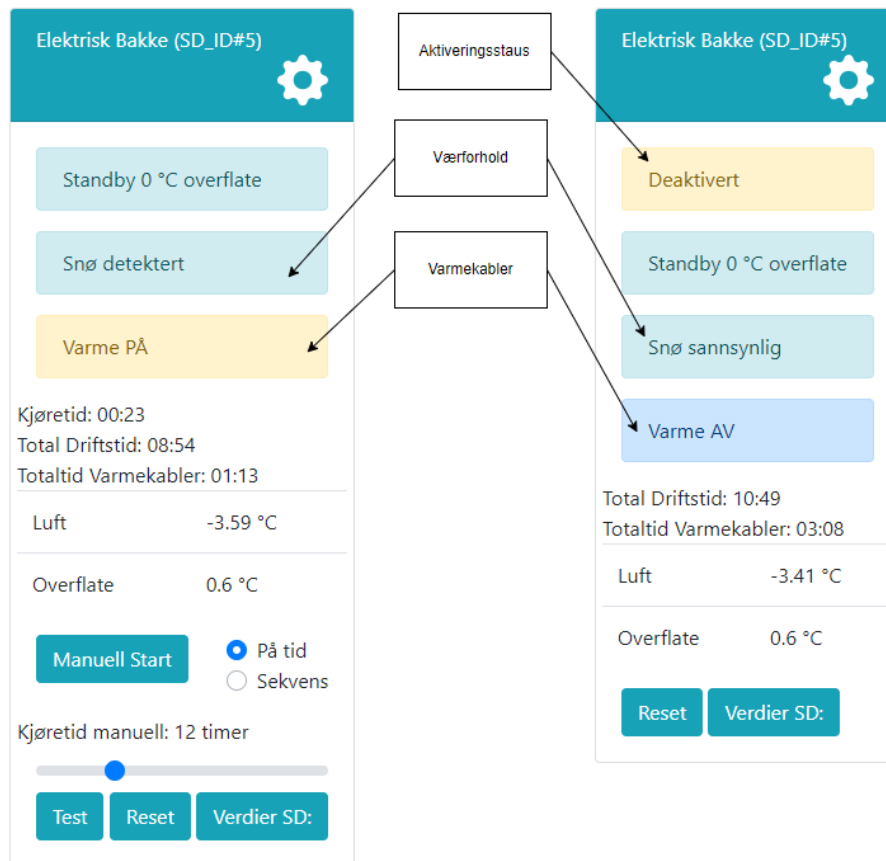 Elektrisk Bakke (SD_ID#5)
Standby 0 °C overflate
Snø detektert
Varme PÅ
Kjøretid: 00:23
Total Driftstid: 08:54
Totaltid Varmekabler: 01:13
Luft -3.59 °C
Overflate 0.6 °C
Manuell Start
På tid
Sekvens
Kjøretid manuell: 12 timer
Test Reset Verdier SD:
Aktiveringsstaus
Værforhold
Varmekabler
Elektrisk Bakke (SD_ID#5)
Deaktivert
Standby 0 °C overflate
Snø sannsynlig
Varme AV
Total Driftstid: 10:49
Totaltid Varmekabler: 03:08
Luft -3.41 °C
Overflate 0.6 °C
Reset Verdier SD: